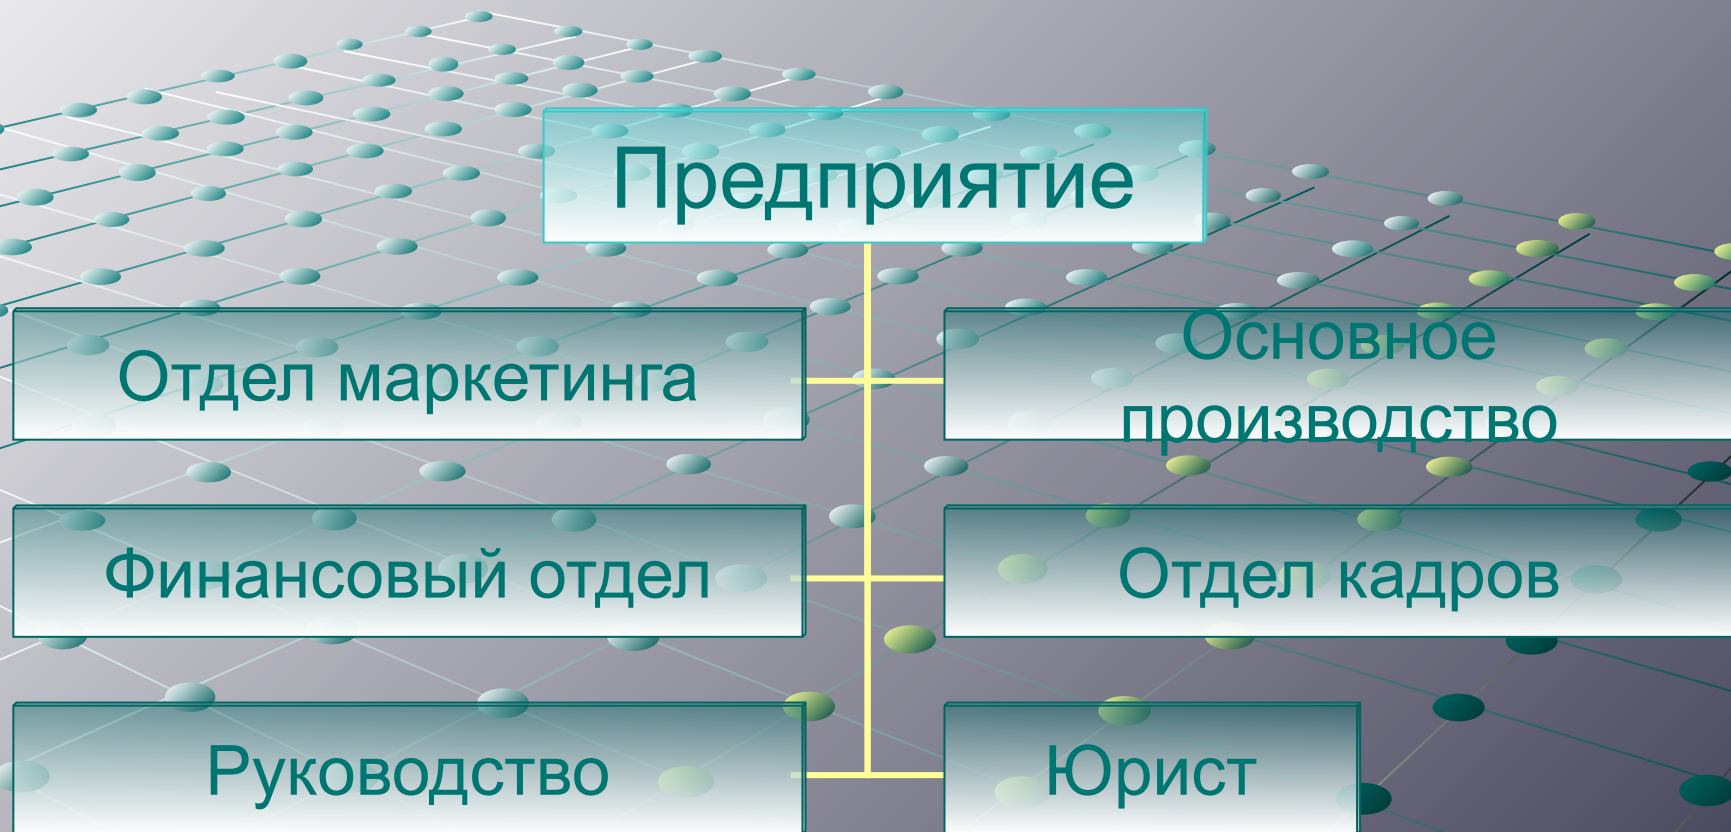 Предприятие
Отдел маркетинга
Основное
производство
Финансовый отдел
Отдел кадров
Руководство
Юрист